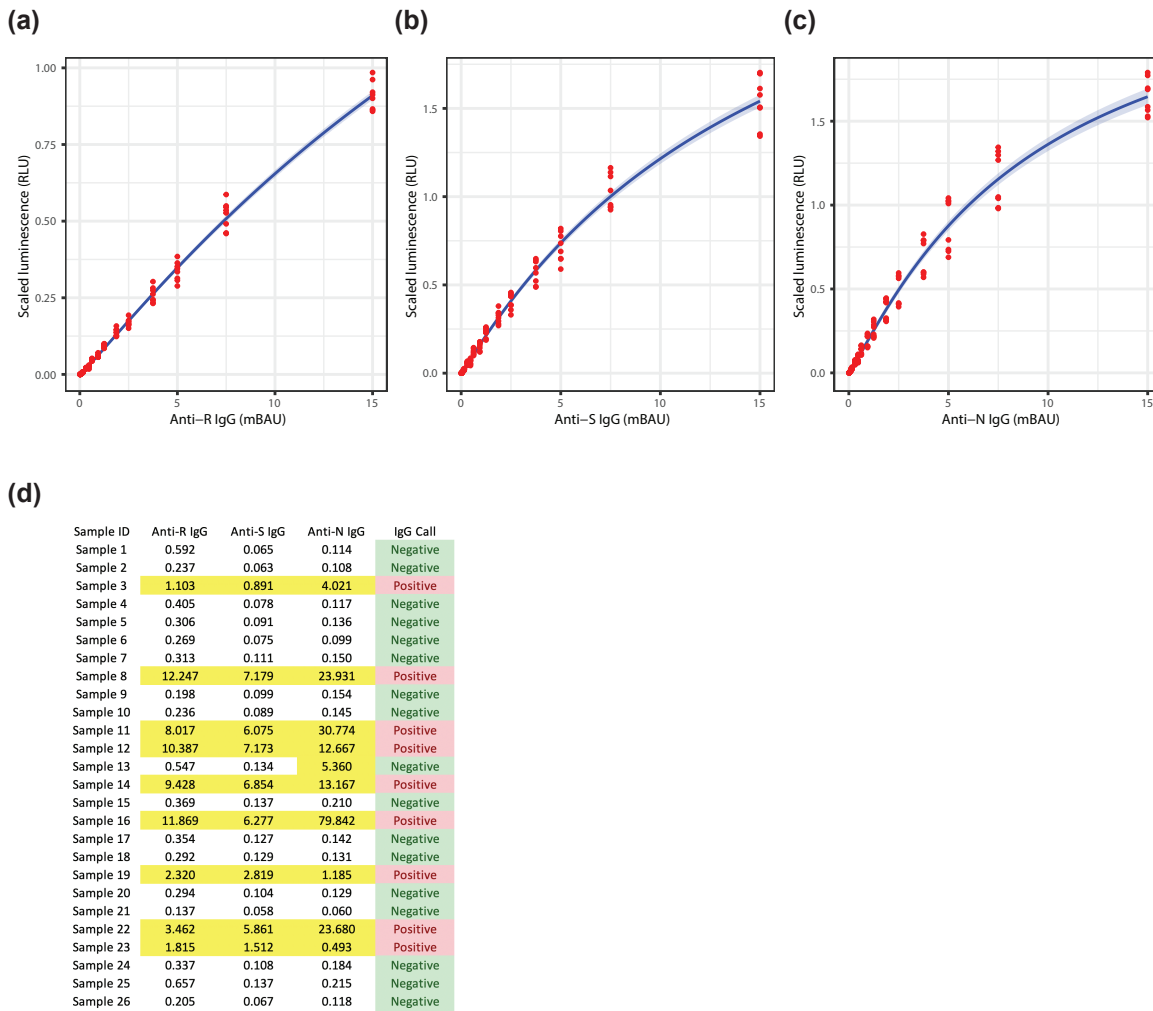 (a)
(b)
(c)
1.00
0.75
0.50
0.25
0.00
Scaled luminescence (RLU)
0
5
10
15
Anti−R IgG (mBAU)
1.5
1.0
0.5
0.0
Scaled luminescence (RLU)
0
5
10
15
Anti−S IgG (mBAU)
1.5
1.0
0.5
0.0
Scaled luminescence (RLU)
0
5
10
15
Anti−N IgG (mBAU)
(d)
Sample ID Anti-R IgG Anti-S IgG Anti-N IgG IgG Call
Sample 1 0.592 0.065 0.114 Negative
Sample 2 0.237 0.063 0.108 Negative
Sample 3 1.103 0.891 4.021 Positive
Sample 4 0.405 0.078 0.117 Negative
Sample 5 0.306 0.091 0.136 Negative
Sample 6 0.269 0.075 0.099 Negative
Sample 7 0.313 0.111 0.150 Negative
Sample 8 12.247 7.179 23.931 Positive
Sample 9 0.198 0.099 0.154 Negative
Sample 10 0.236 0.089 0.145 Negative
Sample 11 8.017 6.075 30.774 Positive
Sample 12 10.387 7.173 12.667 Positive
Sample 13 0.547 0.134 5.360 Negative
Sample 14 9.428 6.854 13.167 Positive
Sample 15 0.369 0.137 0.210 Negative
Sample 16 11.869 6.277 79.842 Positive
Sample 17 0.354 0.127 0.142 Negative
Sample 18 0.292 0.129 0.131 Negative
Sample 19 2.320 2.819 1.185 Positive
Sample 20 0.294 0.104 0.129 Negative
Sample 21 0.137 0.058 0.060 Negative
Sample 22 3.462 5.861 23.680 Positive
Sample 23 1.815 1.512 0.493 Positive
Sample 24 0.337 0.108 0.184 Negative
Sample 25 0.657 0.137 0.215 Negative
Sample 26 0.205 0.067 0.118 Negative